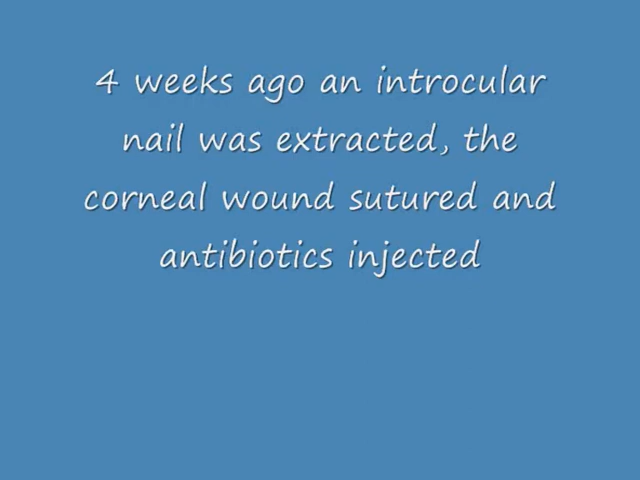 4 weeks ago an introcular
nail was extracted, the
corneal wound sutured and
antibiotics injected